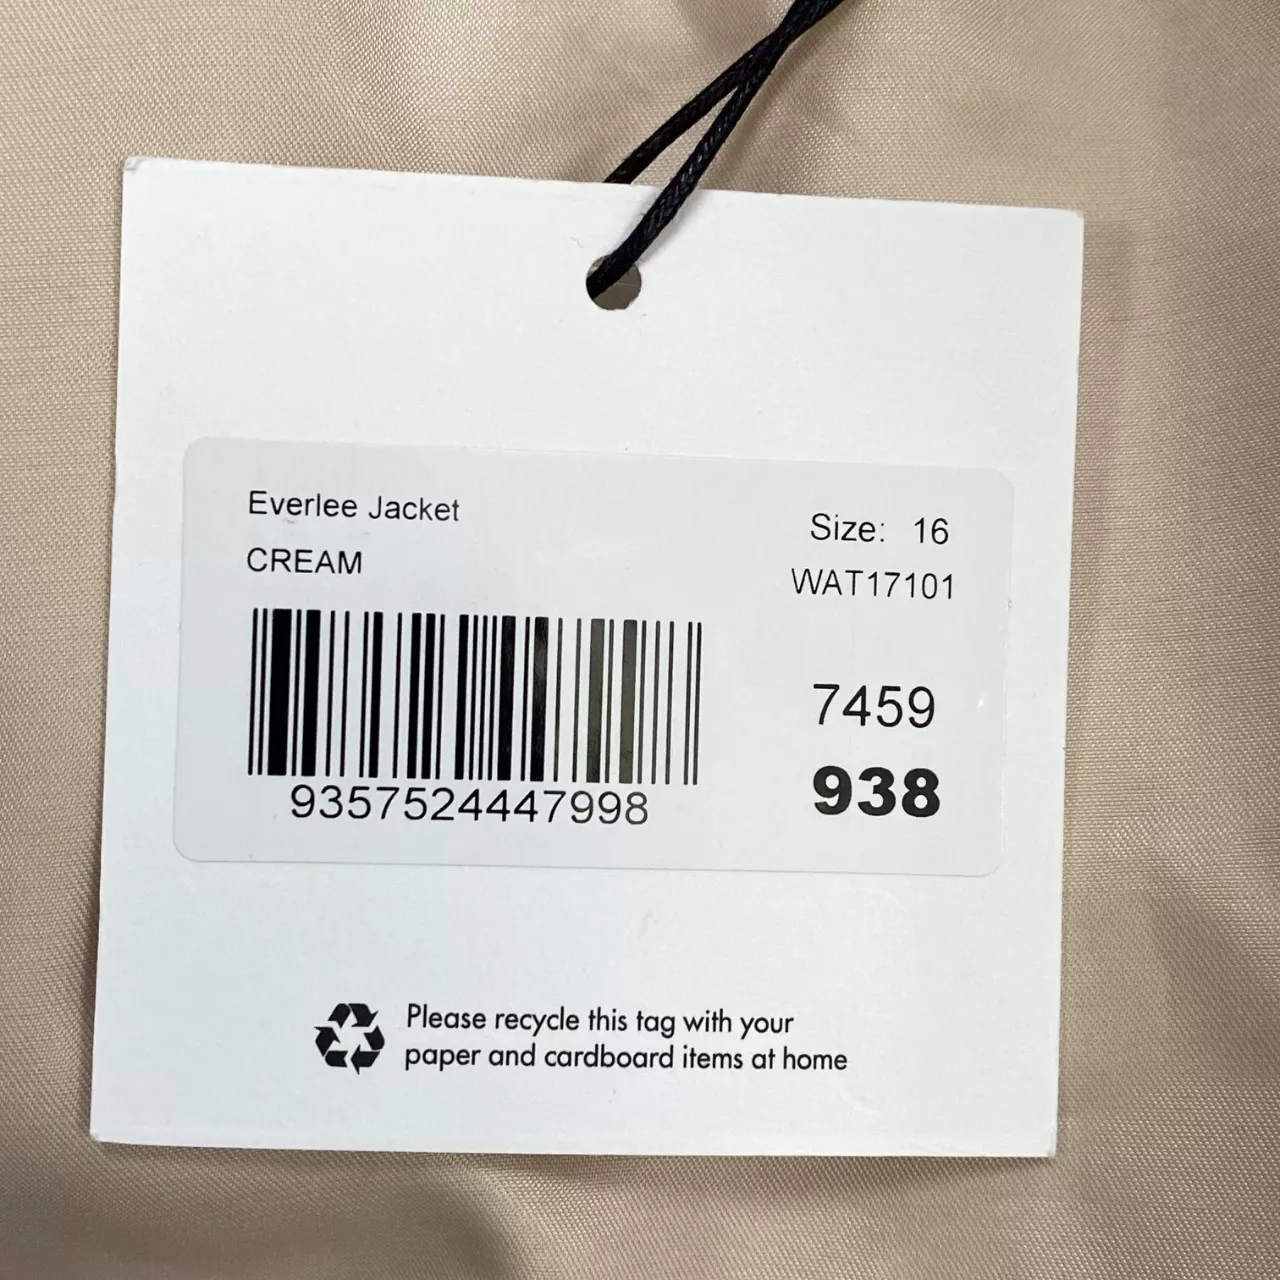 Everlee Jacket
CREAM
Size: 16
WAT17101
9357524447998
7459
938
Please recycle this tag with your
paper and cardboard items at home